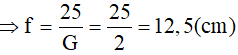 ⇒ f = 25/G = 25/2 = 12,5(cm)